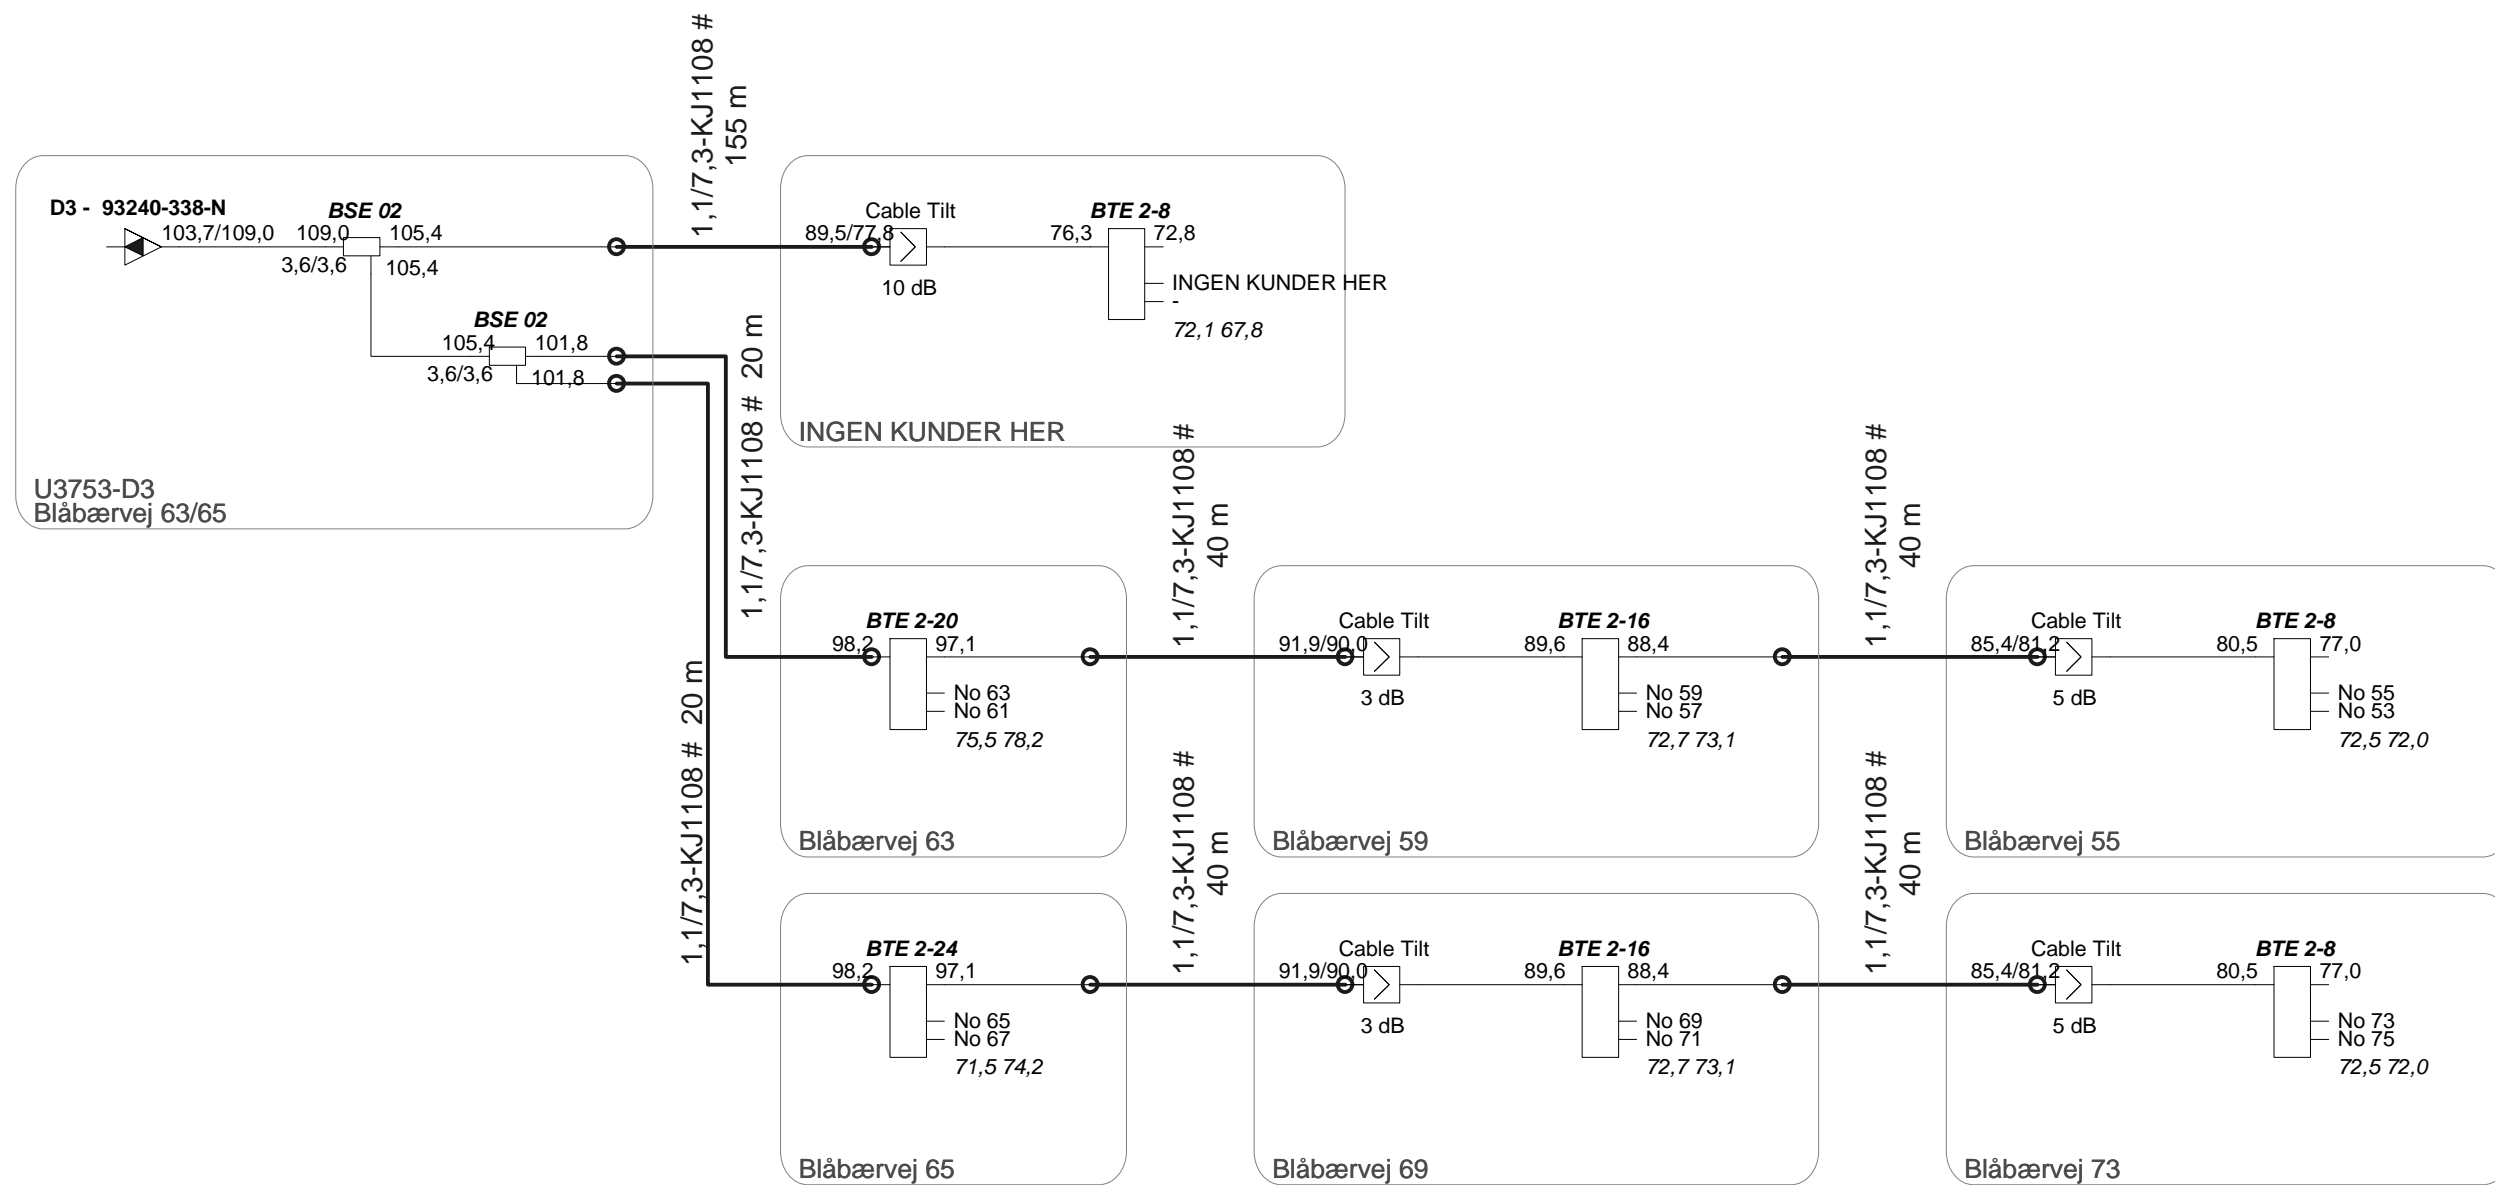 1,1/7,3-KJ1108 #
155 m
D3 - 93240-338-N
103,7/109,0
BSE 02
109,0
105,4
3,6/3,6
105,4
BSE 02
105,4
101,8
3,6/3,6
101,8
U3753-D3
Blåbærvej 63/65
Cable Tilt
89,5/77,8
10 dB
BTE 2-8
76,3
72,8
INGEN KUNDER HER
-
72,1 67,8
INGEN KUNDER HER
1,1/7,3-KJ1108 # 20 m
BTE 2-20
98,2
97,1
No 63
No 61
75,5 78,2
Blåbærvej 63
1,1/7,3-KJ1108 #
40 m
Cable Tilt
91,9/90,0
3 dB
BTE 2-16
89,6
88,4
No 59
No 57
72,7 73,1
Blåbærvej 59
1,1/7,3-KJ1108 #
40 m
Cable Tilt
85,4/81,2
5 dB
BTE 2-8
80,5
77,0
No 55
No 53
72,5 72,0
Blåbærvej 55
1,1/7,3-KJ1108 # 20 m
BTE 2-24
98,2
97,1
No 65
No 67
71,5 74,2
Blåbærvej 65
1,1/7,3-KJ1108 #
40 m
Cable Tilt
91,9/90,0
3 dB
BTE 2-16
89,6
88,4
No 69
No 71
72,7 73,1
Blåbærvej 69
1,1/7,3-KJ1108 #
40 m
Cable Tilt
85,4/81,2
5 dB
BTE 2-8
80,5
77,0
No 73
No 75
72,5 72,0
Blåbærvej 73